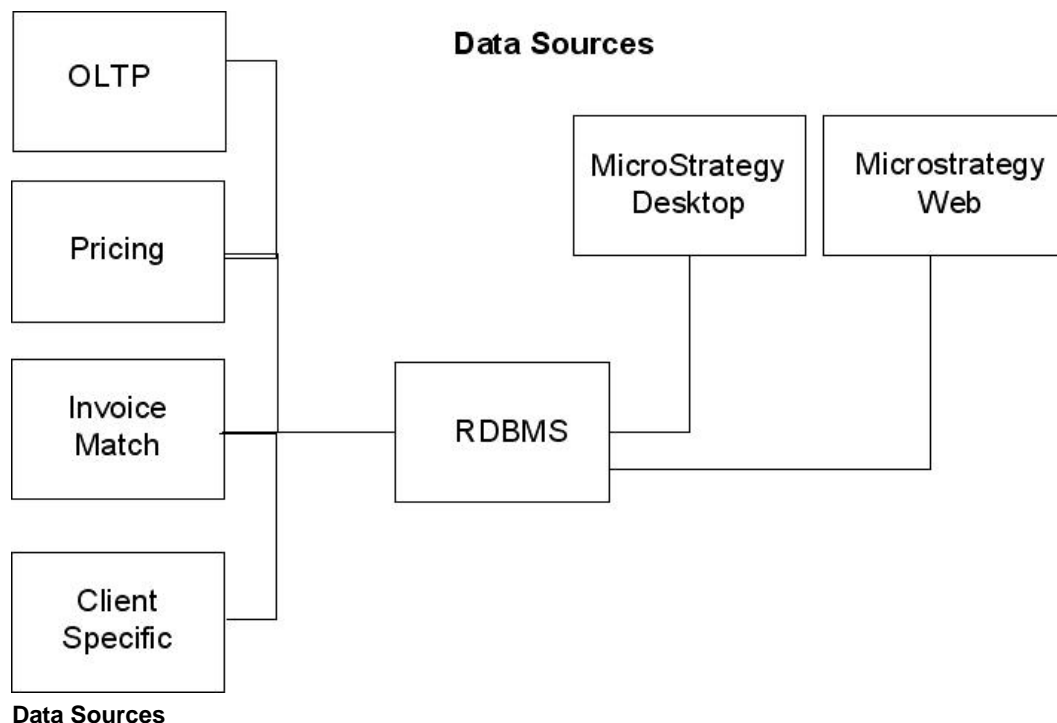 Data Sources
OLTP
Pricing
Invoice
Match
Client
Specific
RDBMS
MicroStrategy
Desktop
Microstrategy
Web
Data Sources